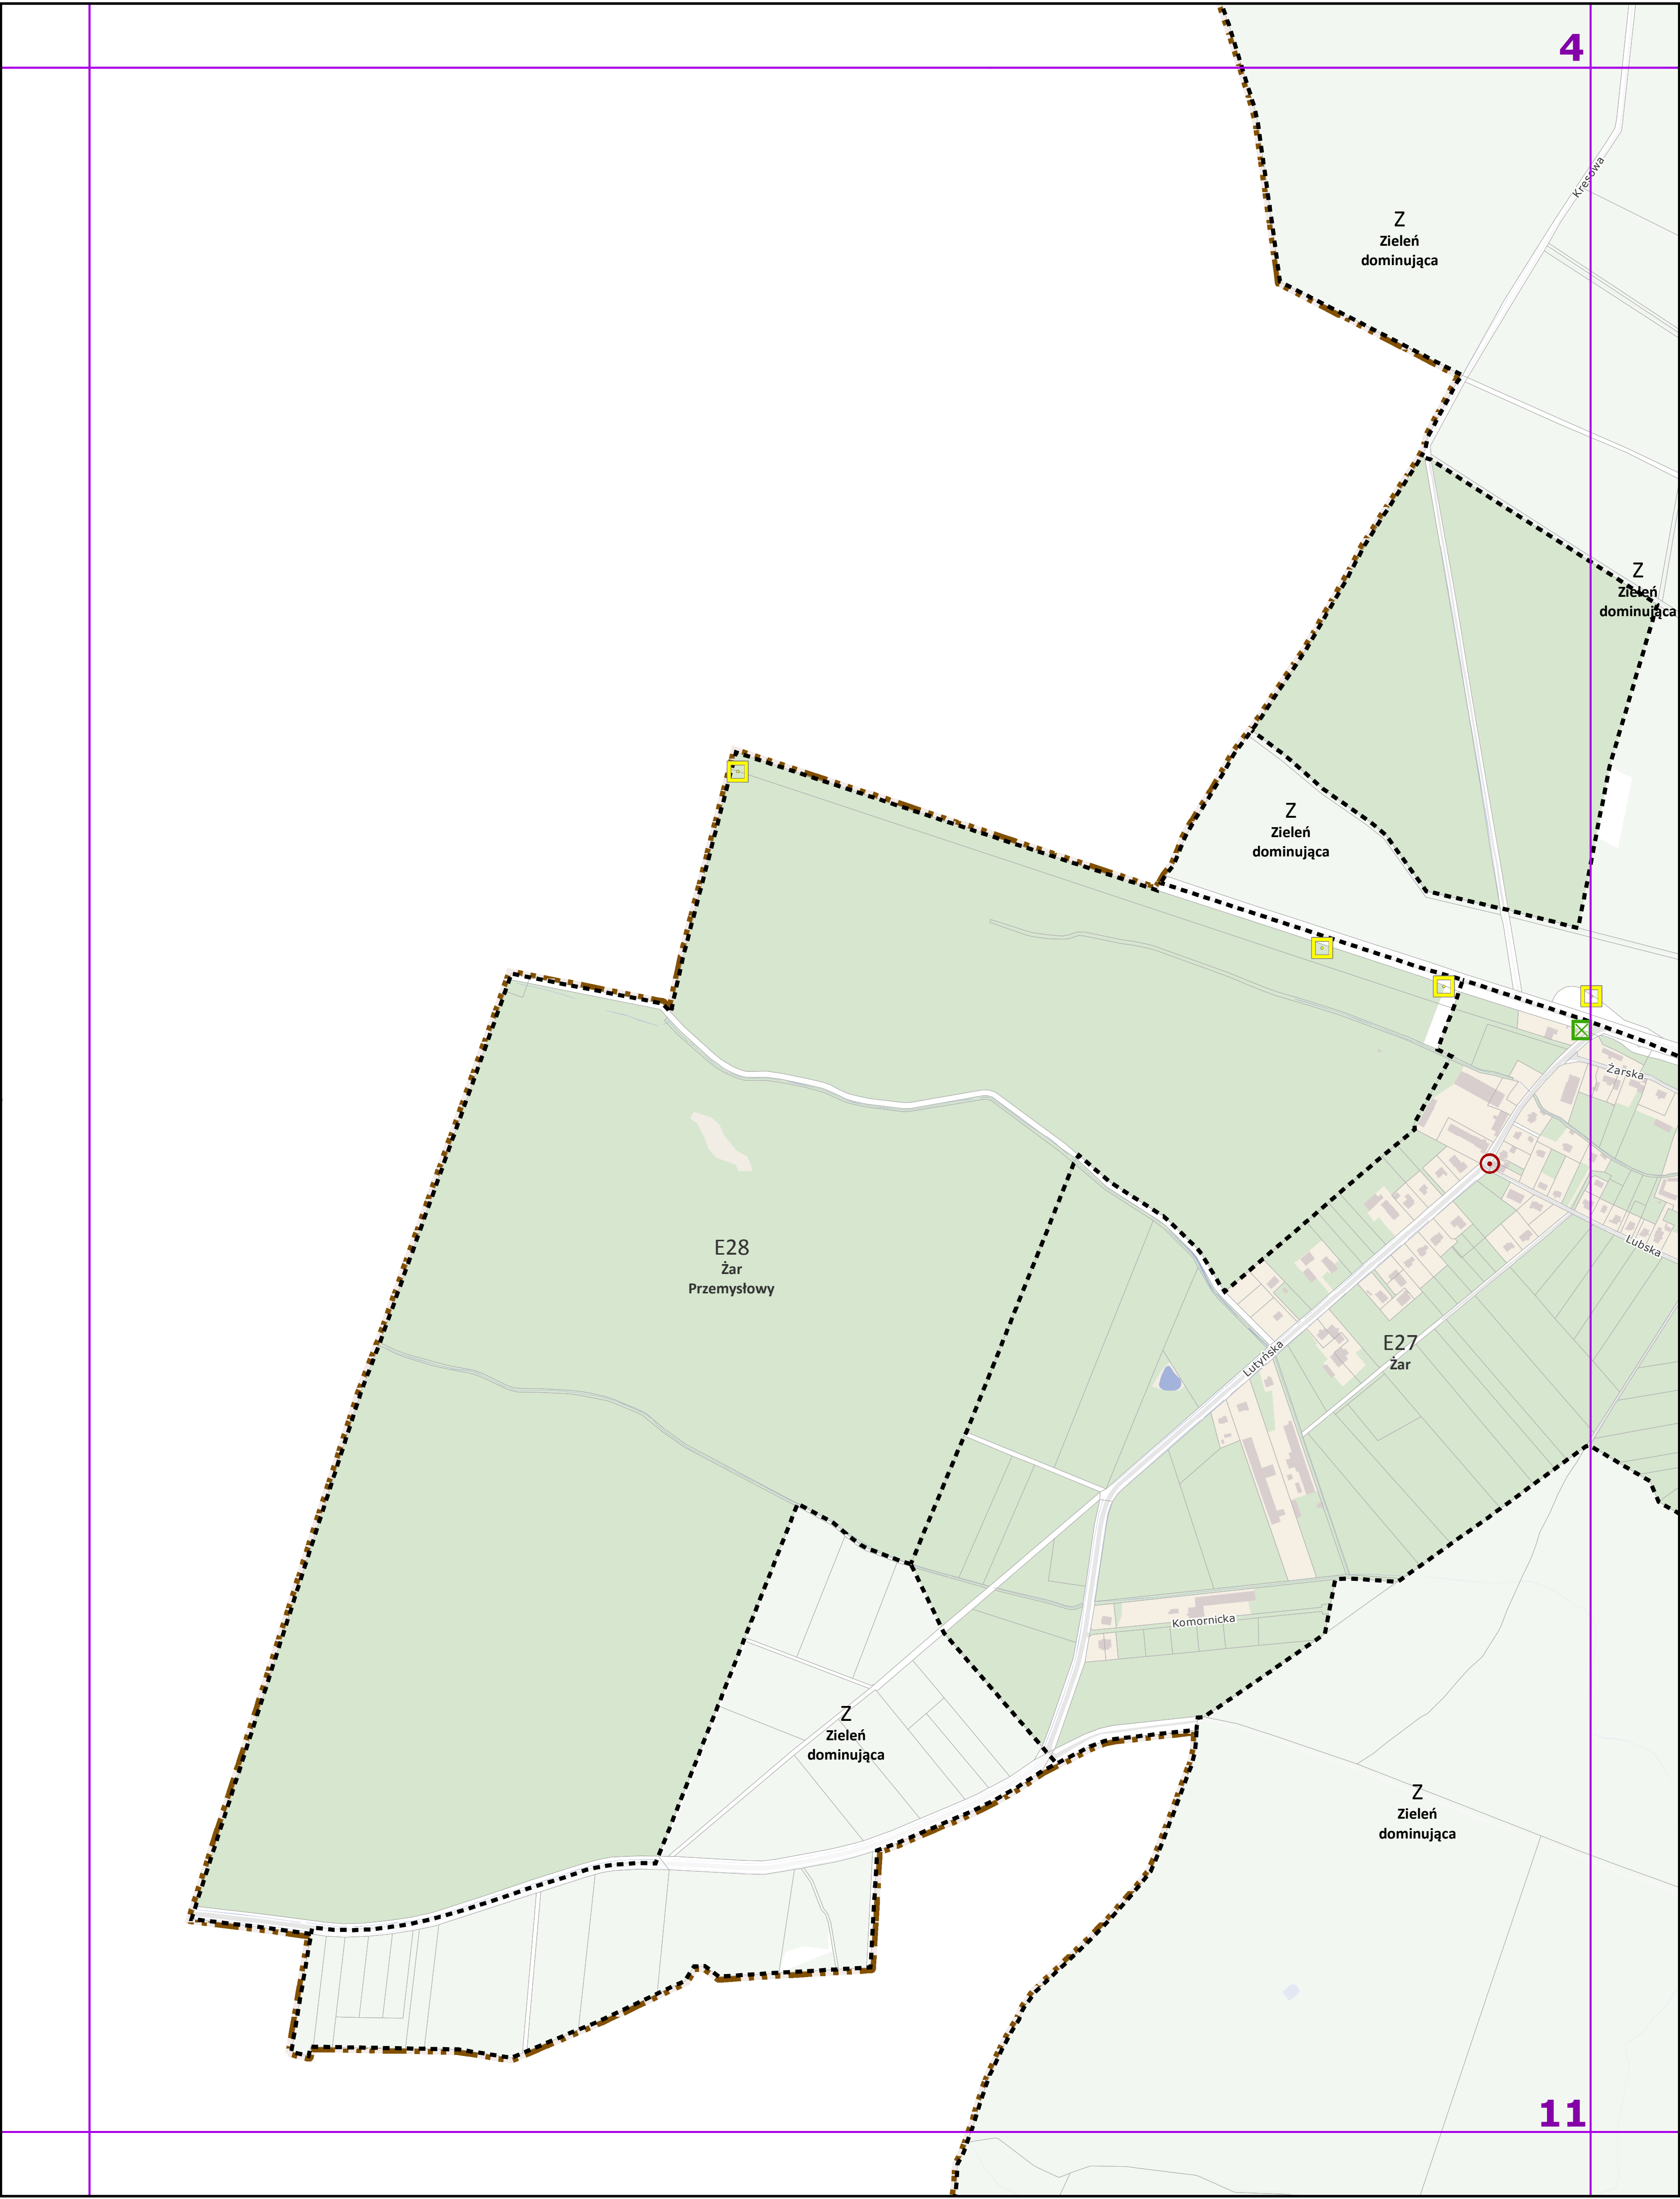 4
Kresowa
Z
Zieleń
dominująca
Z
Zieleń
dominująca
Z
Zieleń
dominująca
Żarska
Lubska
E28
Żar
Przemysłowy
Lutyńska
E27
Żar
Komornicka
Z
Zieleń
dominująca
Z
Zieleń
dominująca
11